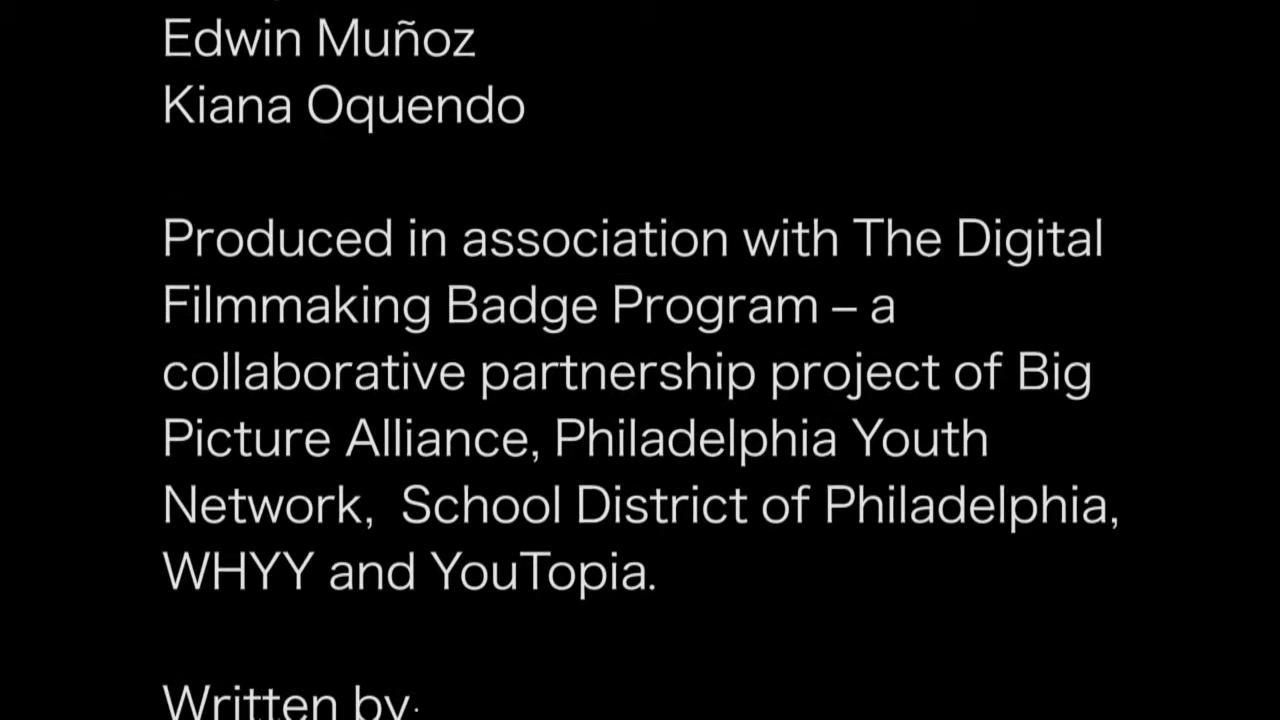 Edwin Muñoz
Kiana Oquendo
Produced in association with The Digital
Filmmaking Badge Program – a
collaborative partnership project of Big
Picture Alliance, Philadelphia Youth
Network,  School District of Philadelphia,
WHYY and YouTopia.
Written by: